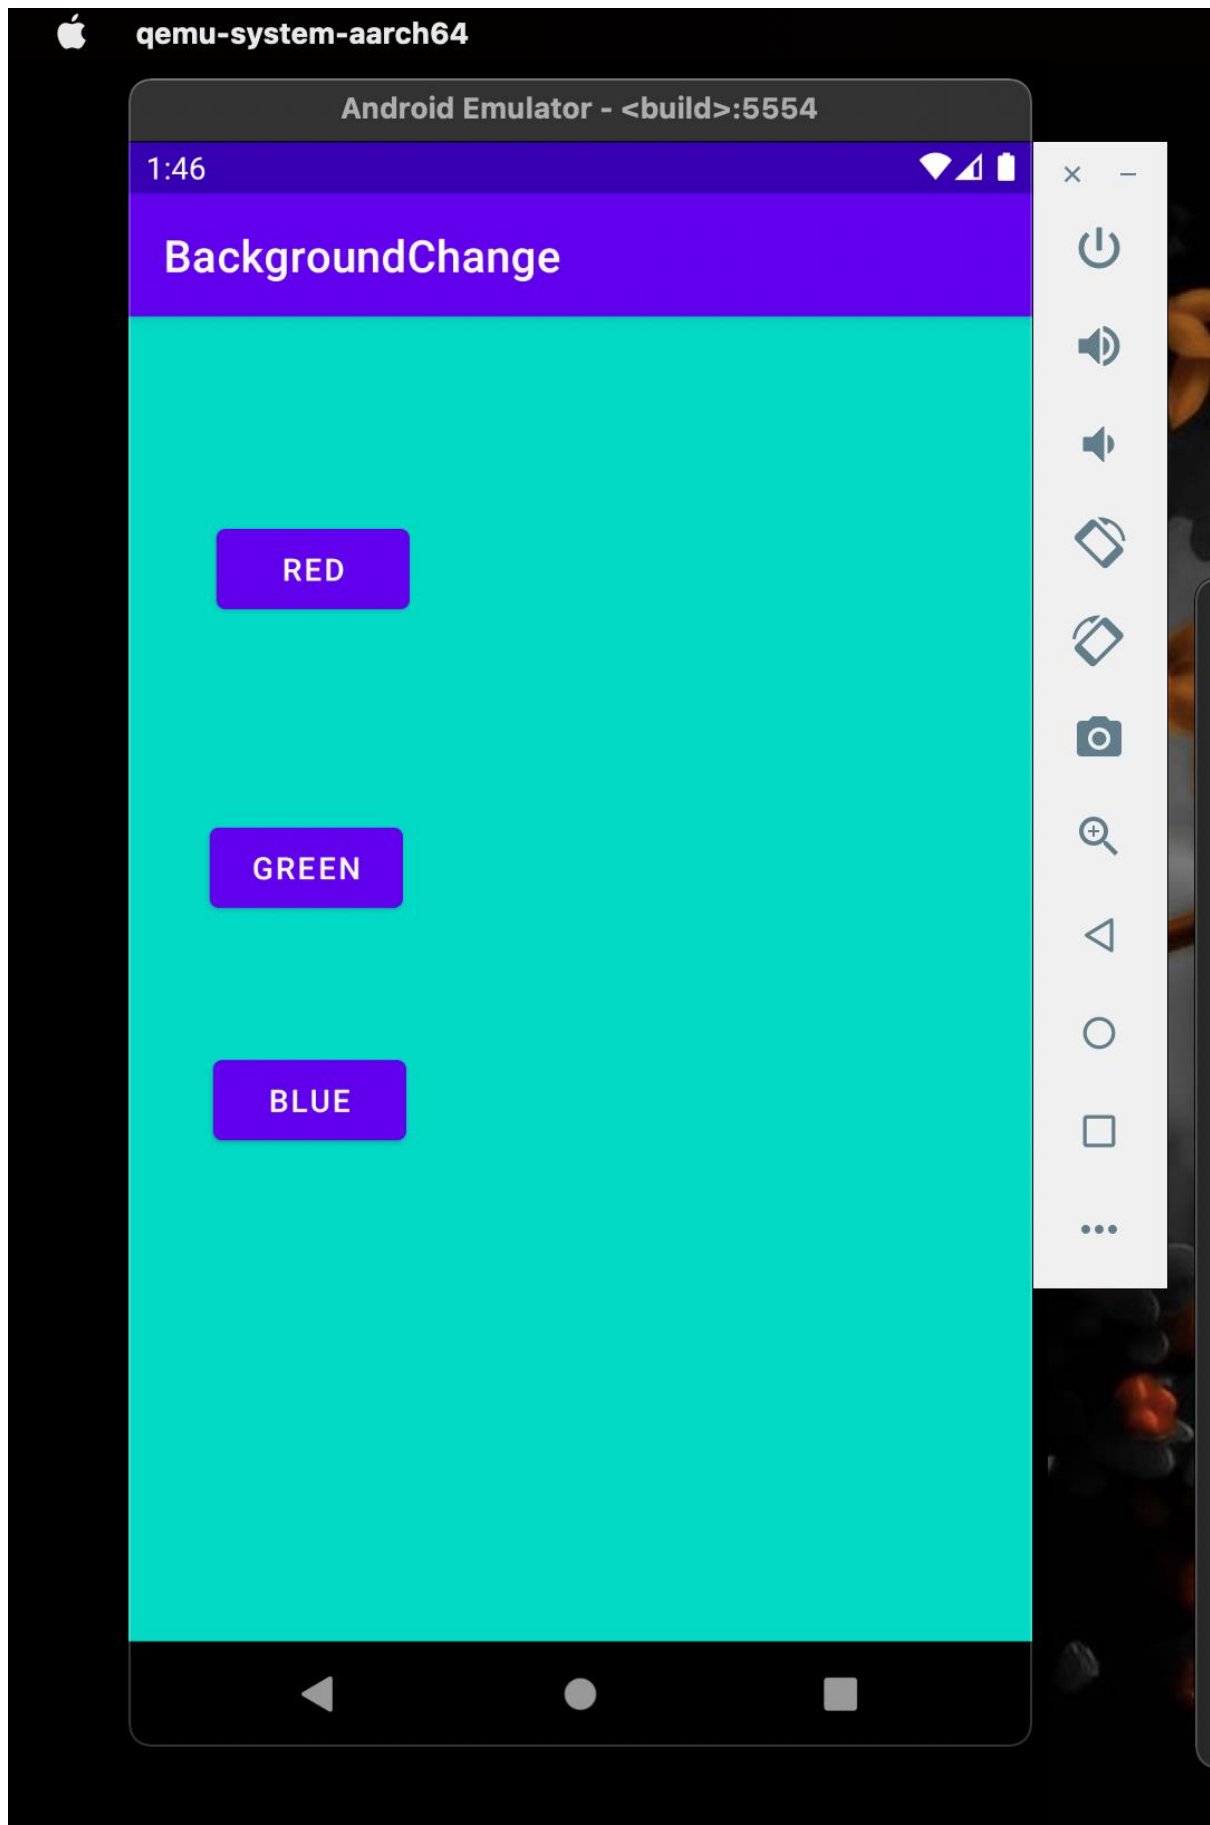 qemu-system-aarch64
Android Emulator - <build>:5554
1:46
BackgroundChange
RED
GREEN
BLUE